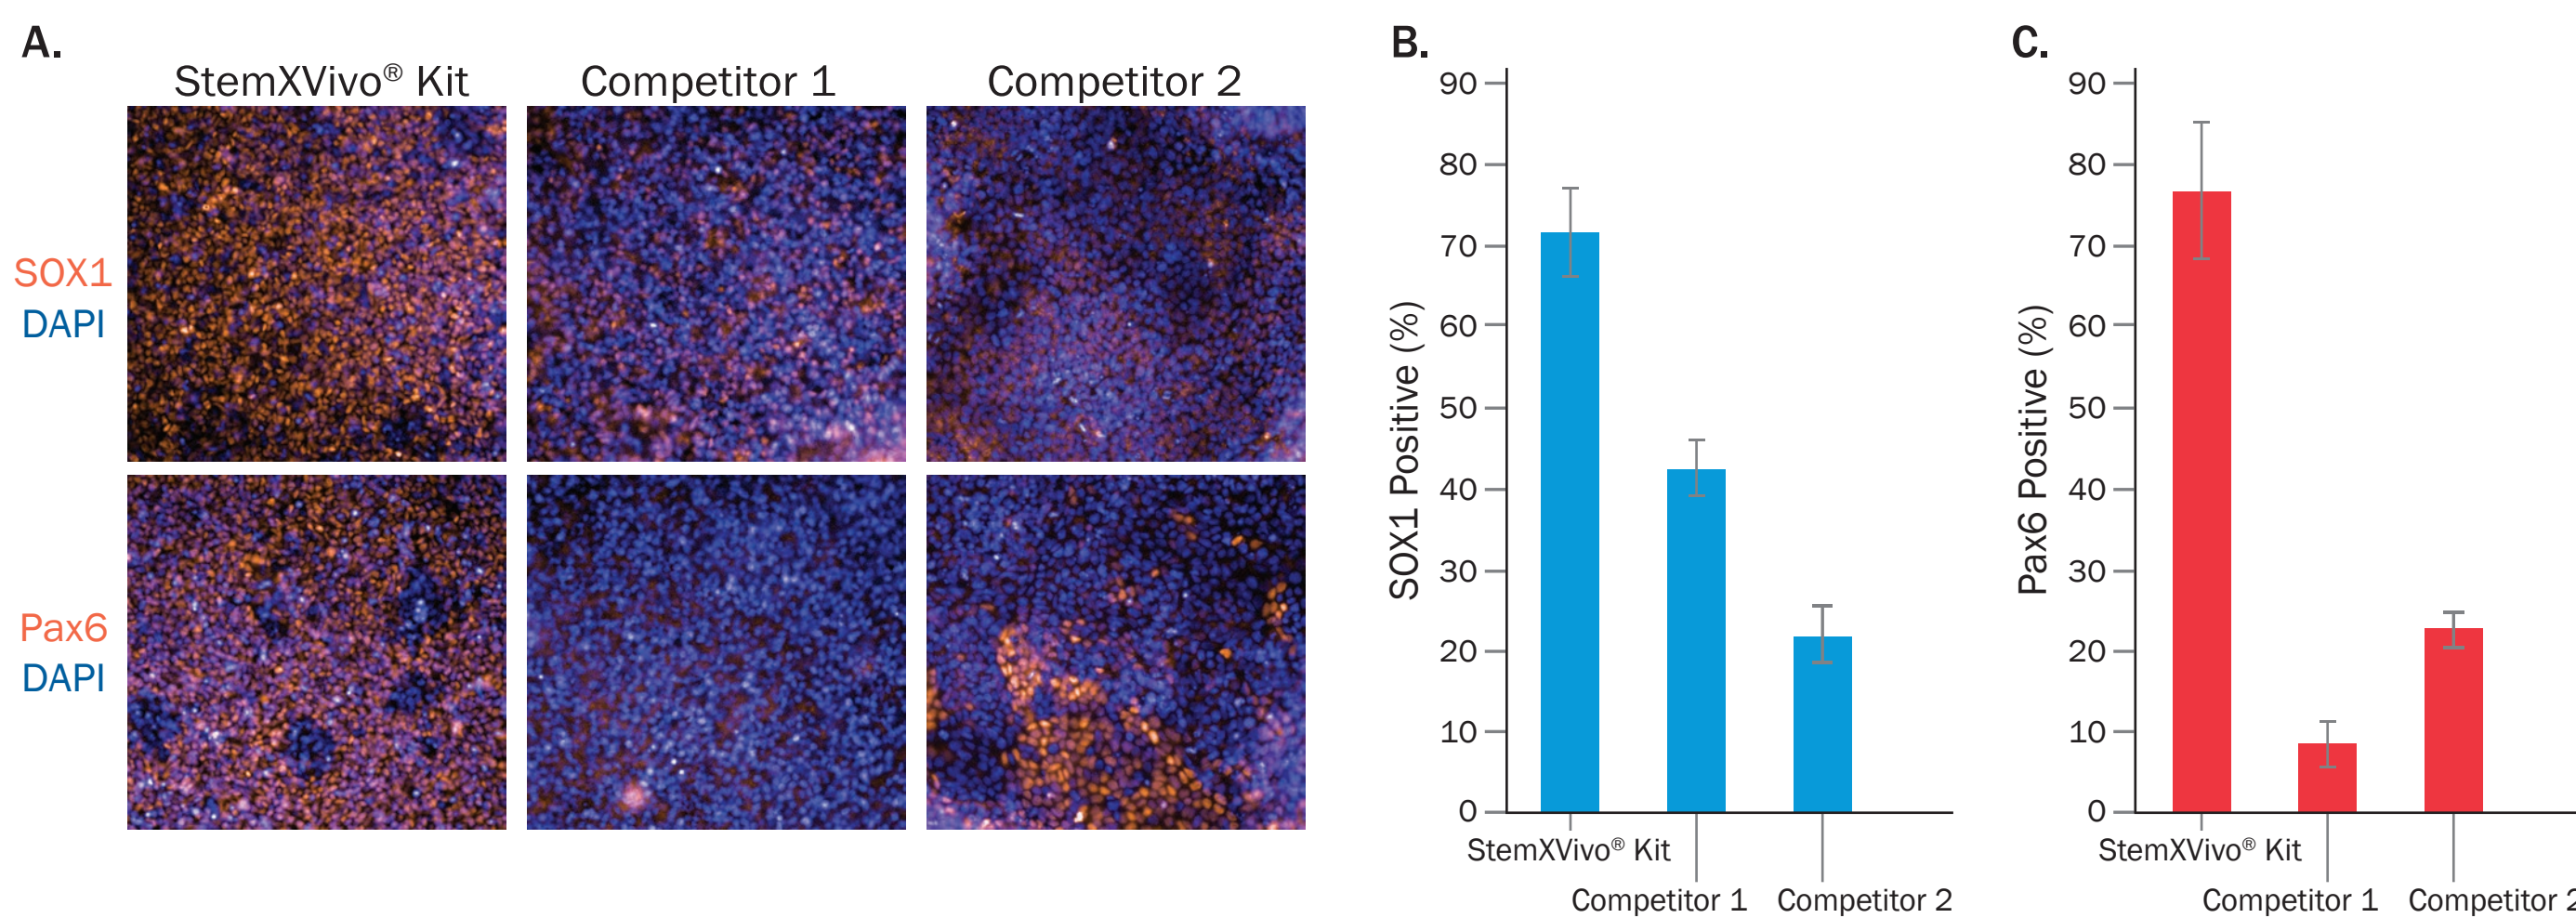 A.
StemXVivo® Kit
Competitor 1
Competitor 2
SOX1
DAPI
Pax6
DAPI
B.
SOX1 Positive (%)
90
80
70
60
50
40
30
20
10
0
StemXVivo® Kit
Competitor 1
Competitor 2
C.
Pax6 Positive (%)
90
80
70
60
50
40
30
20
10
0
StemXVivo® Kit
Competitor 1
Competitor 2